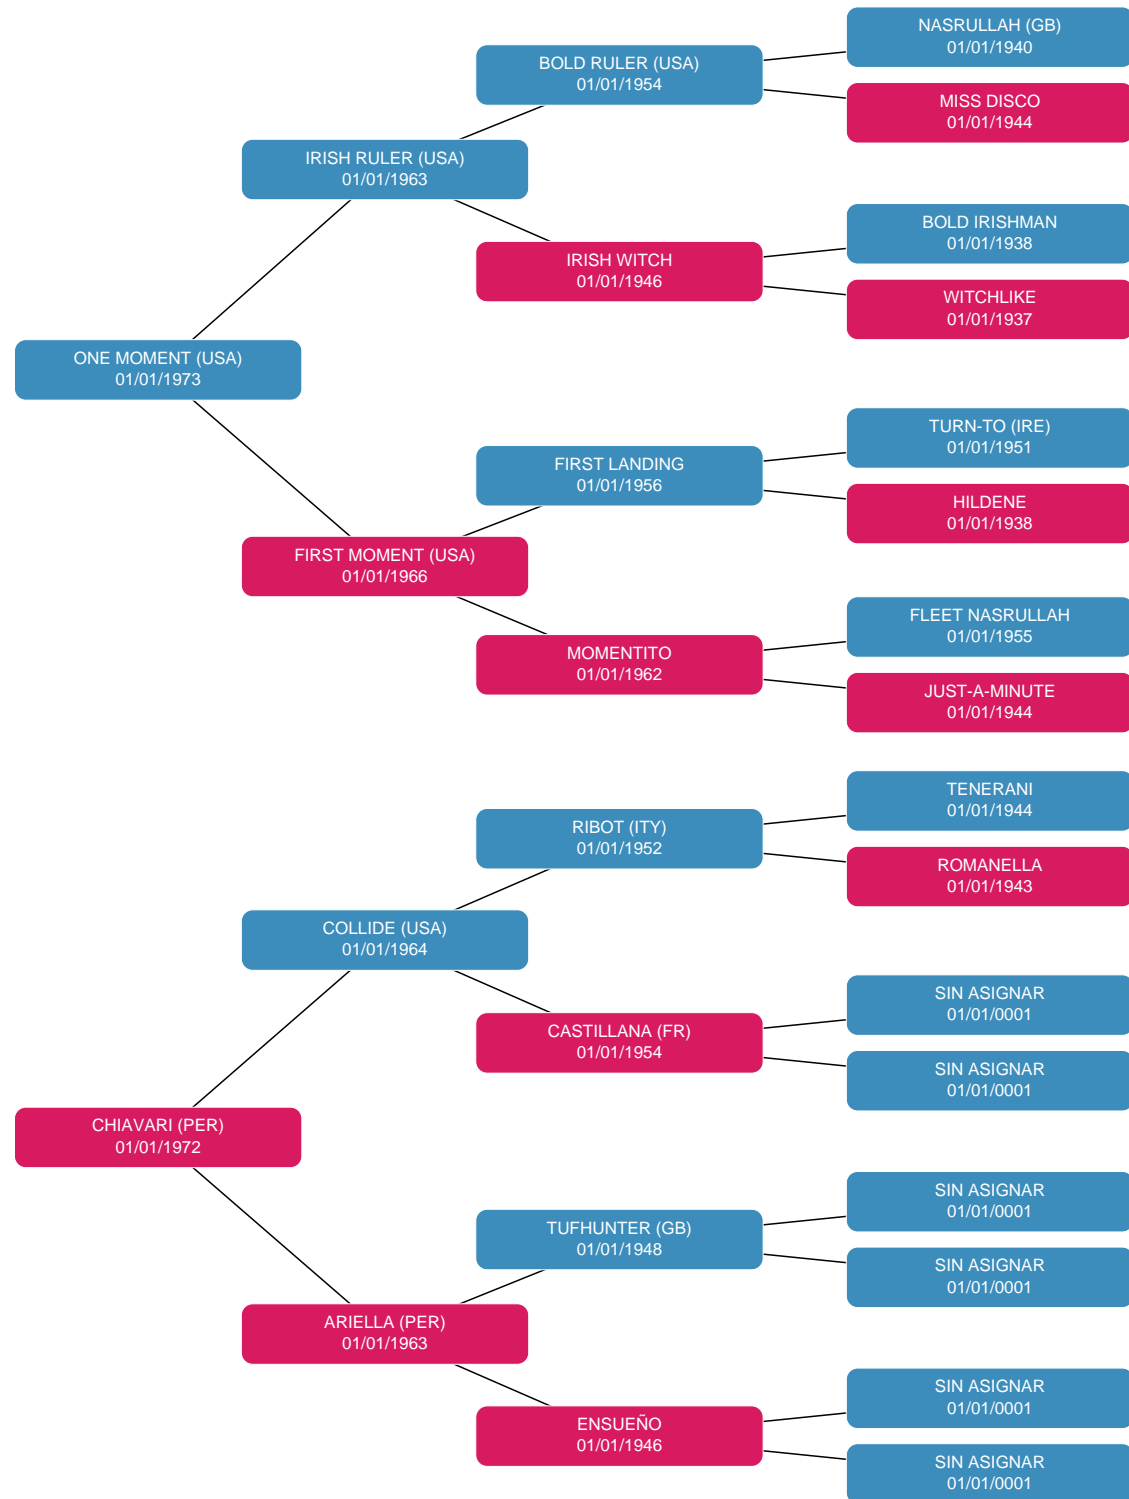 NASRULLAH (GB)
01/01/1940
BOLD RULER (USA)
01/01/1954
MISS DISCO
01/01/1944
IRISH RULER (USA)
01/01/1963
BOLD IRISHMAN
01/01/1938
IRISH WITCH
01/01/1946
WITCHLIKE
01/01/1937
ONE MOMENT (USA)
01/01/1973
TURN-TO (IRE)
01/01/1951
FIRST LANDING
01/01/1956
HILDENE
01/01/1938
FIRST MOMENT (USA)
01/01/1966
FLEET NASRULLAH
01/01/1955
MOMENTITO
01/01/1962
JUST-A-MINUTE
01/01/1944
TENERANI
01/01/1944
RIBOT (ITY)
01/01/1952
ROMANELLA
01/01/1943
COLLIDE (USA)
01/01/1964
SIN ASIGNAR
01/01/0001
CASTILLANA (FR)
01/01/1954
SIN ASIGNAR
01/01/0001
CHIAVARI (PER)
01/01/1972
SIN ASIGNAR
01/01/0001
TUFHUNTER (GB)
01/01/1948
SIN ASIGNAR
01/01/0001
ARIELLA (PER)
01/01/1963
SIN ASIGNAR
01/01/0001
ENSUEÑO
01/01/1946
SIN ASIGNAR
01/01/0001